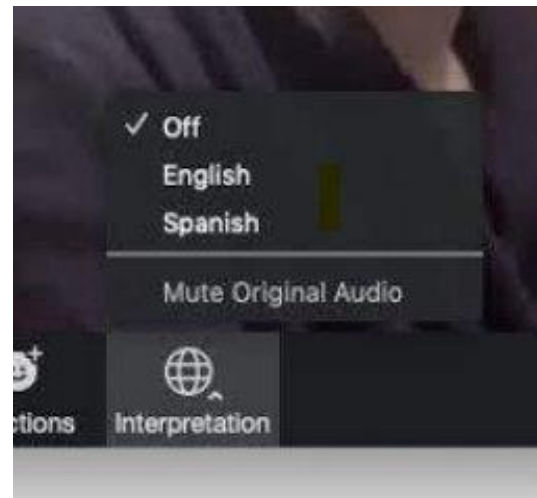 ✓ Off
English
Spanish
Mute Original Audio
ctions Interpretation